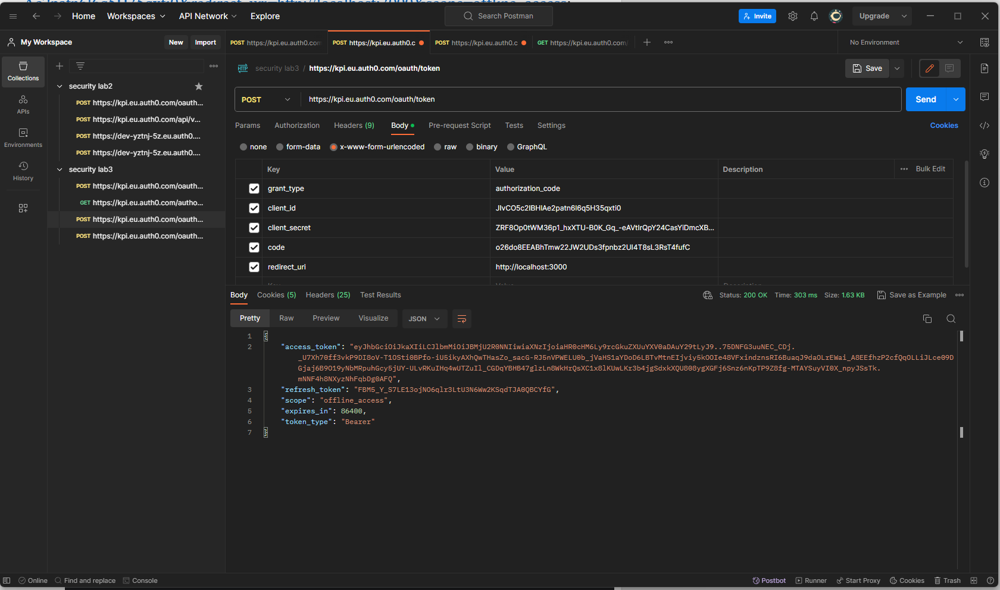 Home
Workspaces
API Network
Explore
Search Postman
Invite
Upgrade
My Workspace
New
Import
POST https://kpi.eu.auth0.com
POST https://kpi.eu.auth0.c
POST https://kpi.eu.auth0.c
GET https://kpi.eu.auth0.com/
No Environment
Collections
APIs
Environments
History
security lab2
POST https://kpi.eu.auth0.com/oauth...
POST https://kpi.eu.auth0.com/api/v...
POST https://dev-yztnj-5z.eu.auth0....
POST https://dev-yztnj-5z.eu.auth0....
security lab3
POST https://kpi.eu.auth0.com/oauth...
GET https://kpi.eu.auth0.com/autho...
POST https://kpi.eu.auth0.com/oauth...
POST https://kpi.eu.auth0.com/oauth...
HTTP security lab3 / https://kpi.eu.auth0.com/oauth/token
Save
POST https://kpi.eu.auth0.com/oauth/token
Send
Params Authorization Headers (9) Body Pre-request Script Tests Settings Cookies
none form-data x-www-form-urlencoded raw binary GraphQL
Key Value Description ... Bulk Edit
grant_type authorization_code
client_id JIvCO5c2IBHIAe2patn6I6q5H35qxti0
client_secret ZRF8Op0tWM36p1_hxXTU-B0K_Gq_-eAVtIrQpY24CasYiDmcXB...
code o26do8EEABhTmw22JW2UDs3fpnbz2UI4T8sL3RsT4fufC
redirect_uri http://localhost:3000
Body Cookies (5) Headers (25) Test Results
Status: 200 OK Time: 303 ms Size: 1.63 KB Save as Example
Pretty Raw Preview Visualize JSON
1 {
2 "access_token": "eyJhbGciOiJkaXIiLCJlbmMiOiJBMjU2R0NNIiwiaXNzIjoiaHR0cHM6Ly9rcGkuZXUuYXV0aDAuY29tLyJ9..75DNFG3uuNEC_CDj.
_U7Xh70ff3vkP9DI8oV-T1OSti0BPfo-iU5ikyAXhQwTHasZo_sacG-RJ5nVPWELU0b_jVaHS1aYDoD6LBTvMtnEIjviy5kOOIe48VFxindznsRI6BuaqJ9daOLrEWai_A8EEfhzP2cfQqOLLiJLce09D
Gjaj6B9O19yNbMRpuhGcy5jUY-ULvRKuIHq4wUTZuIl_CGDqYBHB47glzLn8WkHrQsXC1x8lKUwLKr3b4jgSdxkXQU808ygXGFj6Snz6nKpTP9Z8fg-MTAYSuyVI0X_npyJSsTk.
mNNF4h8NXyzNhFqbDg0AFQ",
3 "refresh_token": "FBM5_Y_S7LE13ojNO6qlr3LtU3N6Ww2KSqdTJA0QBCYfG",
4 "scope": "offline_access",
5 "expires_in": 86400,
6 "token_type": "Bearer"
7 }
Online Find and replace Console
Postbot Runner Start Proxy Cookies Trash